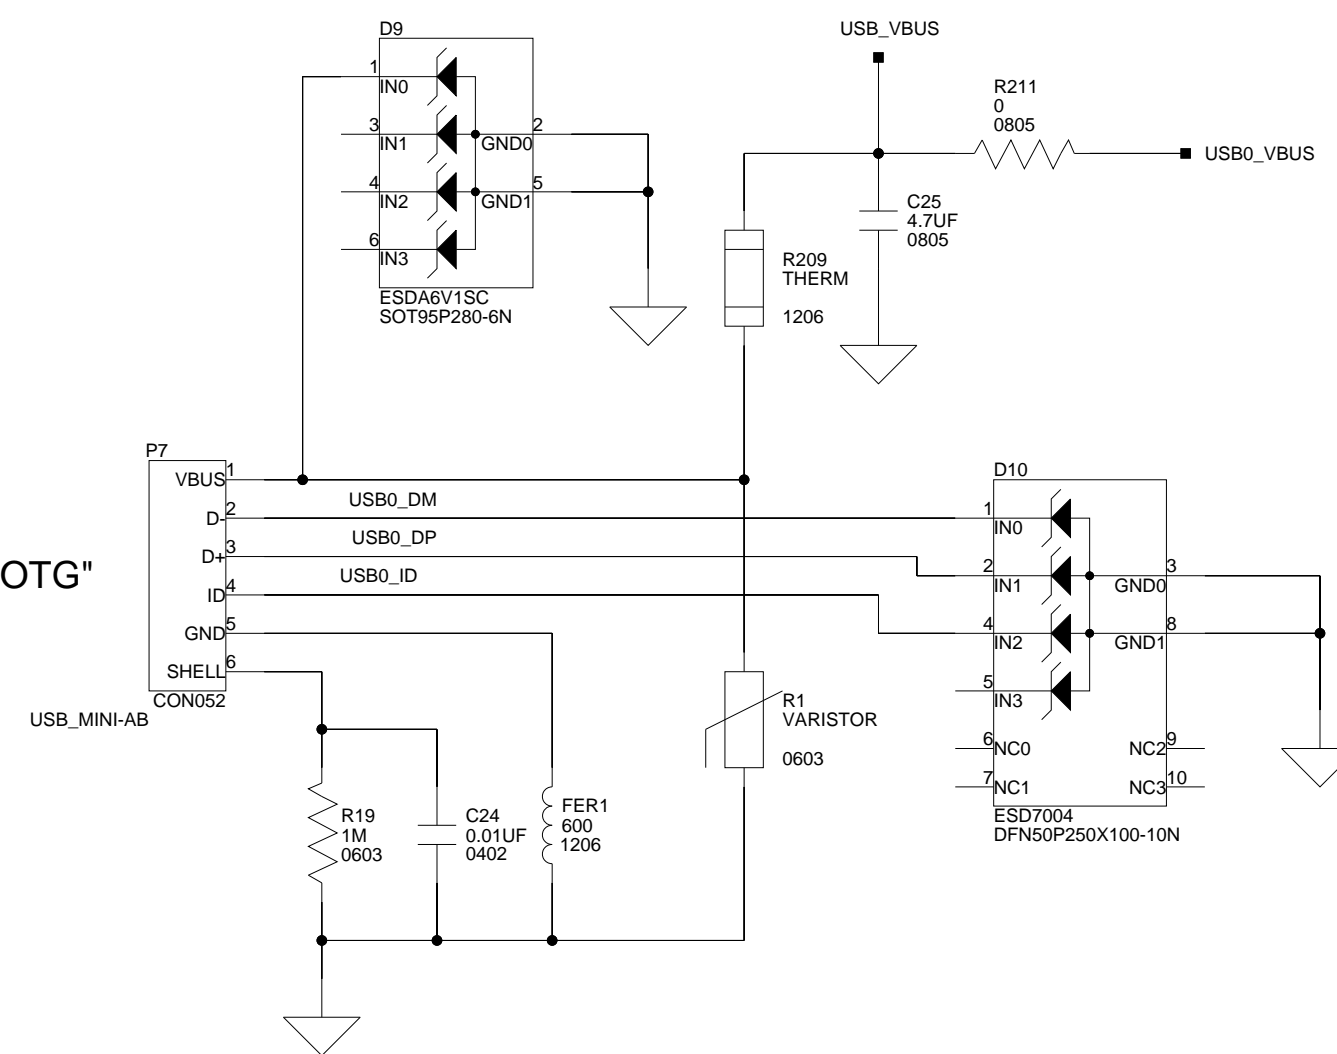 D9
1
IN0
3
IN1
4
IN2
6
IN3
2
GND0
5
GND1
ESDA6V1SC
SOT95P280-6N
USB_VBUS
R211
0
0805
USB0_VBUS
C25
4.7UF
0805
R209
THERM
1206
P7
VBUS 1
D- 2
D+ 3
ID 4
GND 5
SHELL 6
CON052
USB_MINI-AB
OTG"
USB0_DM
USB0_DP
USB0_ID
D10
1
IN0
2
IN1
4
IN2
5
IN3
6
NC0
7
NC1
3
GND0
8
GND1
9
NC2
10
NC3
ESD7004
DFN50P250X100-10N
R1
VARISTOR
0603
R19
1M
0603
C24
0.01UF
0402
FER1
600
1206